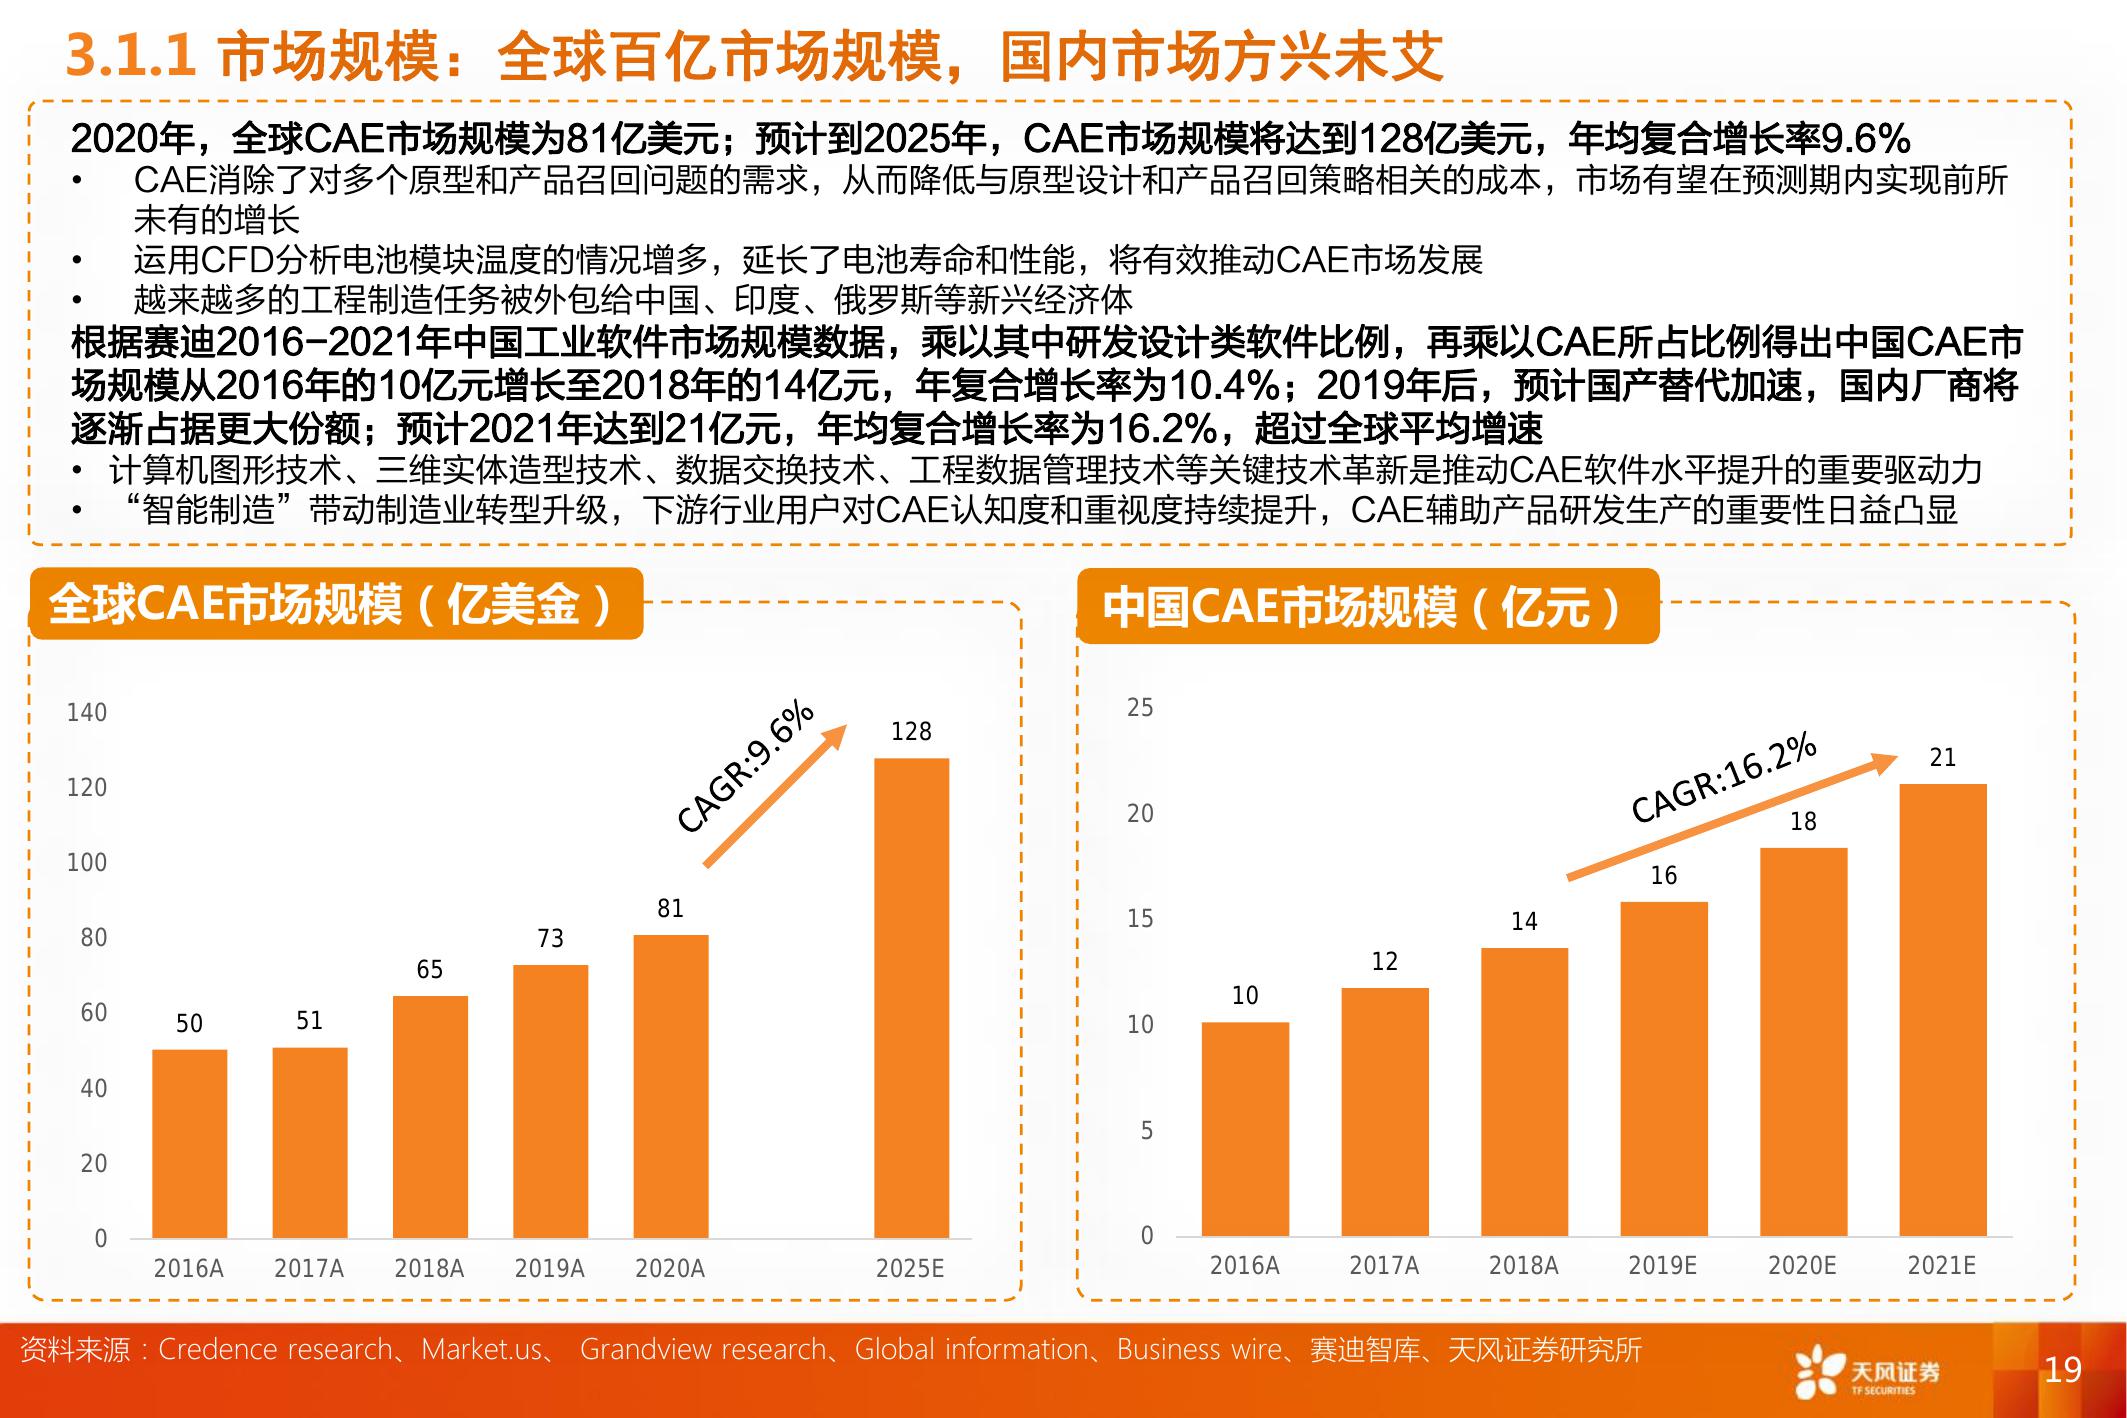 3.1.1 市场规模：全球百亿市场规模，国内市场方兴未艾
2020年，全球CAE市场规模为81亿美元；预计到2025年，CAE市场规模将达到128亿美元，年均复合增长率9.6%
• CAE消除了对多个原型和产品召回问题的需求，从而降低与原型设计和产品召回策略相关的成本，市场有望在预测期内实现前所
未有的增长
• 运用CFD分析电池模块温度的情况增多，延长了电池寿命和性能，将有效推动CAE市场发展
• 越来越多的工程制造任务被外包给中国、印度、俄罗斯等新兴经济体
根据赛迪2016-2021年中国工业软件市场规模数据，乘以其中研发设计类软件比例，再乘以CAE所占比例得出中国CAE市
场规模从2016年的10亿元增长至2018年的14亿元，年复合增长率为10.4%；2019年后，预计国产替代加速，国内厂商将
逐渐占据更大份额；预计2021年达到21亿元，年均复合增长率为16.2%，超过全球平均增速
• 计算机图形技术、三维实体造型技术、数据交换技术、工程数据管理技术等关键技术革新是推动CAE软件水平提升的重要驱动力
• “智能制造”带动制造业转型升级，下游行业用户对CAE认知度和重视度持续提升，CAE辅助产品研发生产的重要性日益凸显
全球CAE市场规模（亿美金）
140
120
100
80
60
40
20
0
50
51
65
73
81
128
CAGR:9.6%
2016A 2017A 2018A 2019A 2020A 2025E
中国CAE市场规模（亿元）
25
20
15
10
5
0
10
12
14
16
18
21
CAGR:16.2%
2016A 2017A 2018A 2019E 2020E 2021E
资料来源：Credence research、Market.us、 Grandview research、Global information、Business wire、赛迪智库、天风证券研究所
天风证券
TF SECURITIES
19